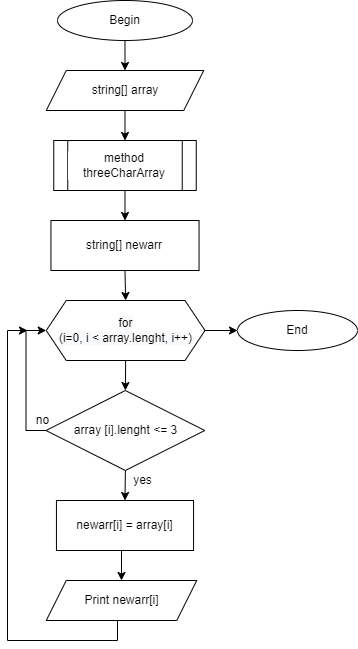 Begin
string[] array
method
threeCharArray
string[] newarr
for
(i=0, i < array.lenght, i++)
End
no
array [i].lenght <= 3
yes
newarr[i] = array[i]
Print newarr[i]